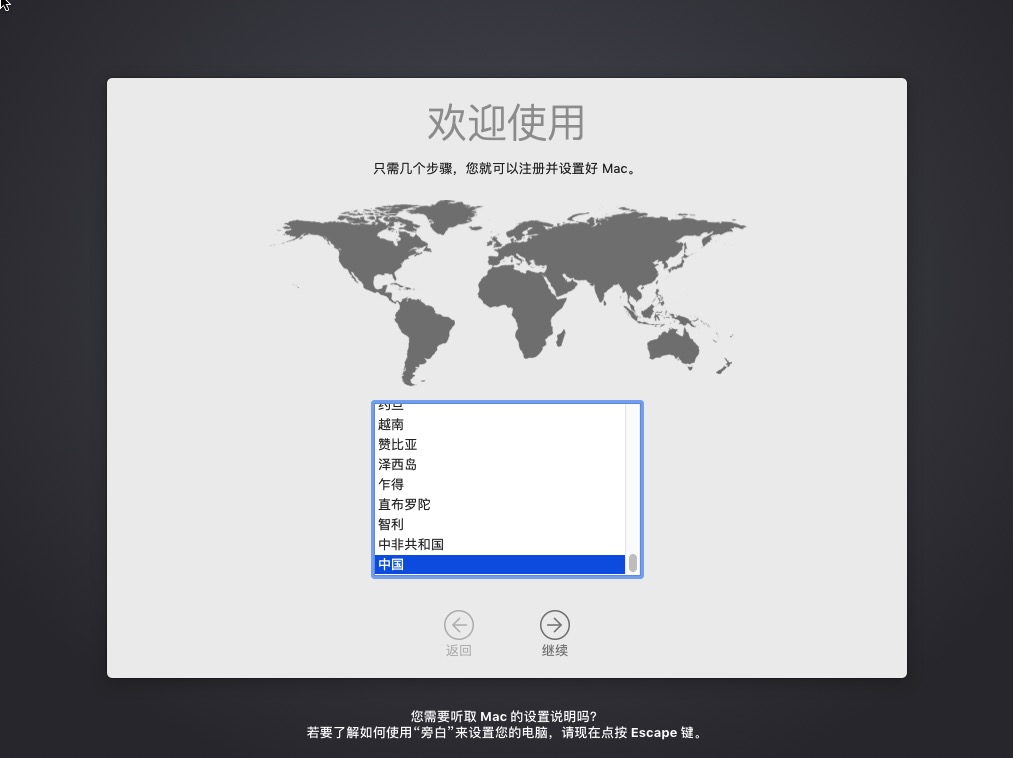 欢迎使用
只需几个步骤，您就可以注册并设置好 Mac。
约旦
越南
赞比亚
泽西岛
乍得
直布罗陀
智利
中非共和国
中国
返回
继续
您需要听取 Mac 的设置说明吗?
若要了解如何使用“旁白”来设置您的电脑，请现在点按 Escape 键。